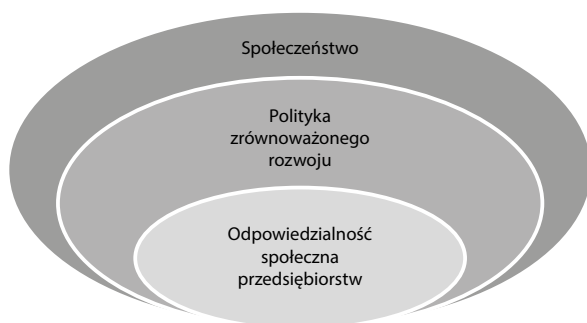 Społeczeństwo
Polityka
zrównoważonego
rozwoju
Odpowiedzialność
społeczna
przedsiębiorstw